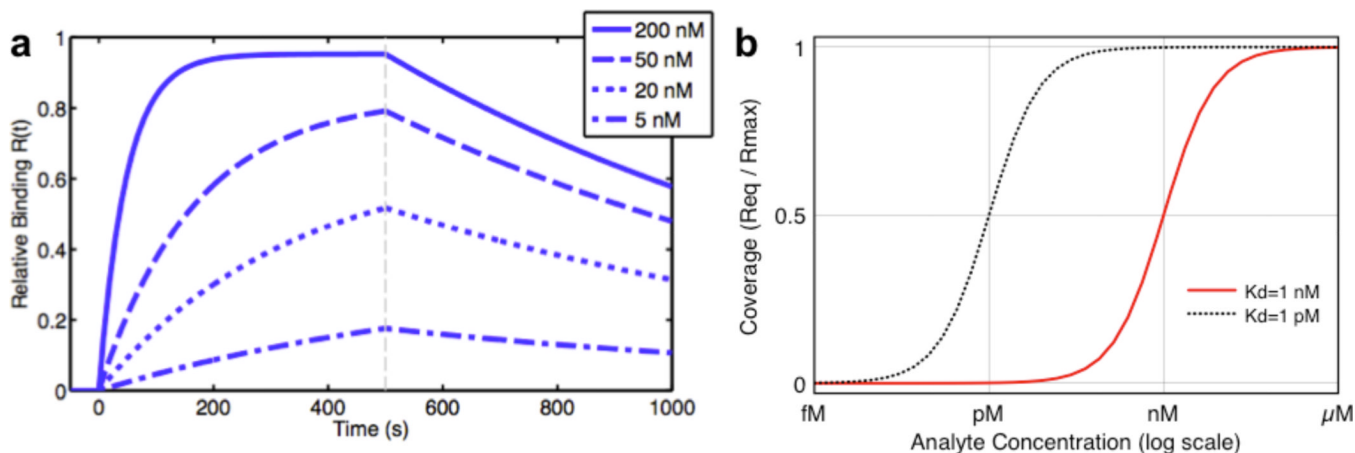 a
200 nM
50 nM
20 nM
5 nM
Relative Binding R(t)
1
0.8
0.6
0.4
0.2
0
0 200 400 600 800 1000
Time (s)
b
Coverage (Req / Rmax)
1
0.5
0
Kd=1 nM
Kd=1 pM
fM pM nM µM
Analyte Concentration (log scale)